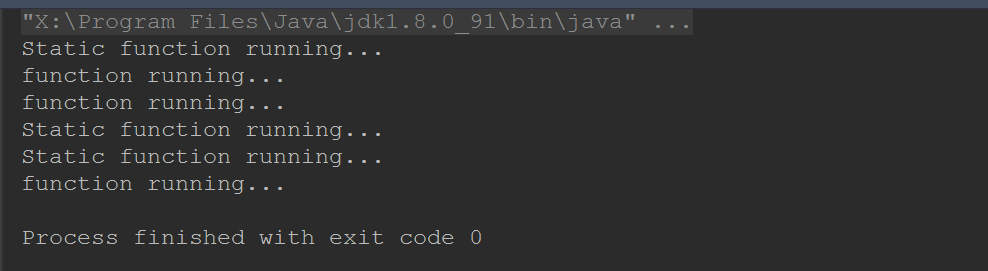 "X:\Program Files\Java\jdk1.8.0_91\bin\java" ...
Static function running...
function running...
function running...
Static function running...
Static function running...
function running...
Process finished with exit code 0